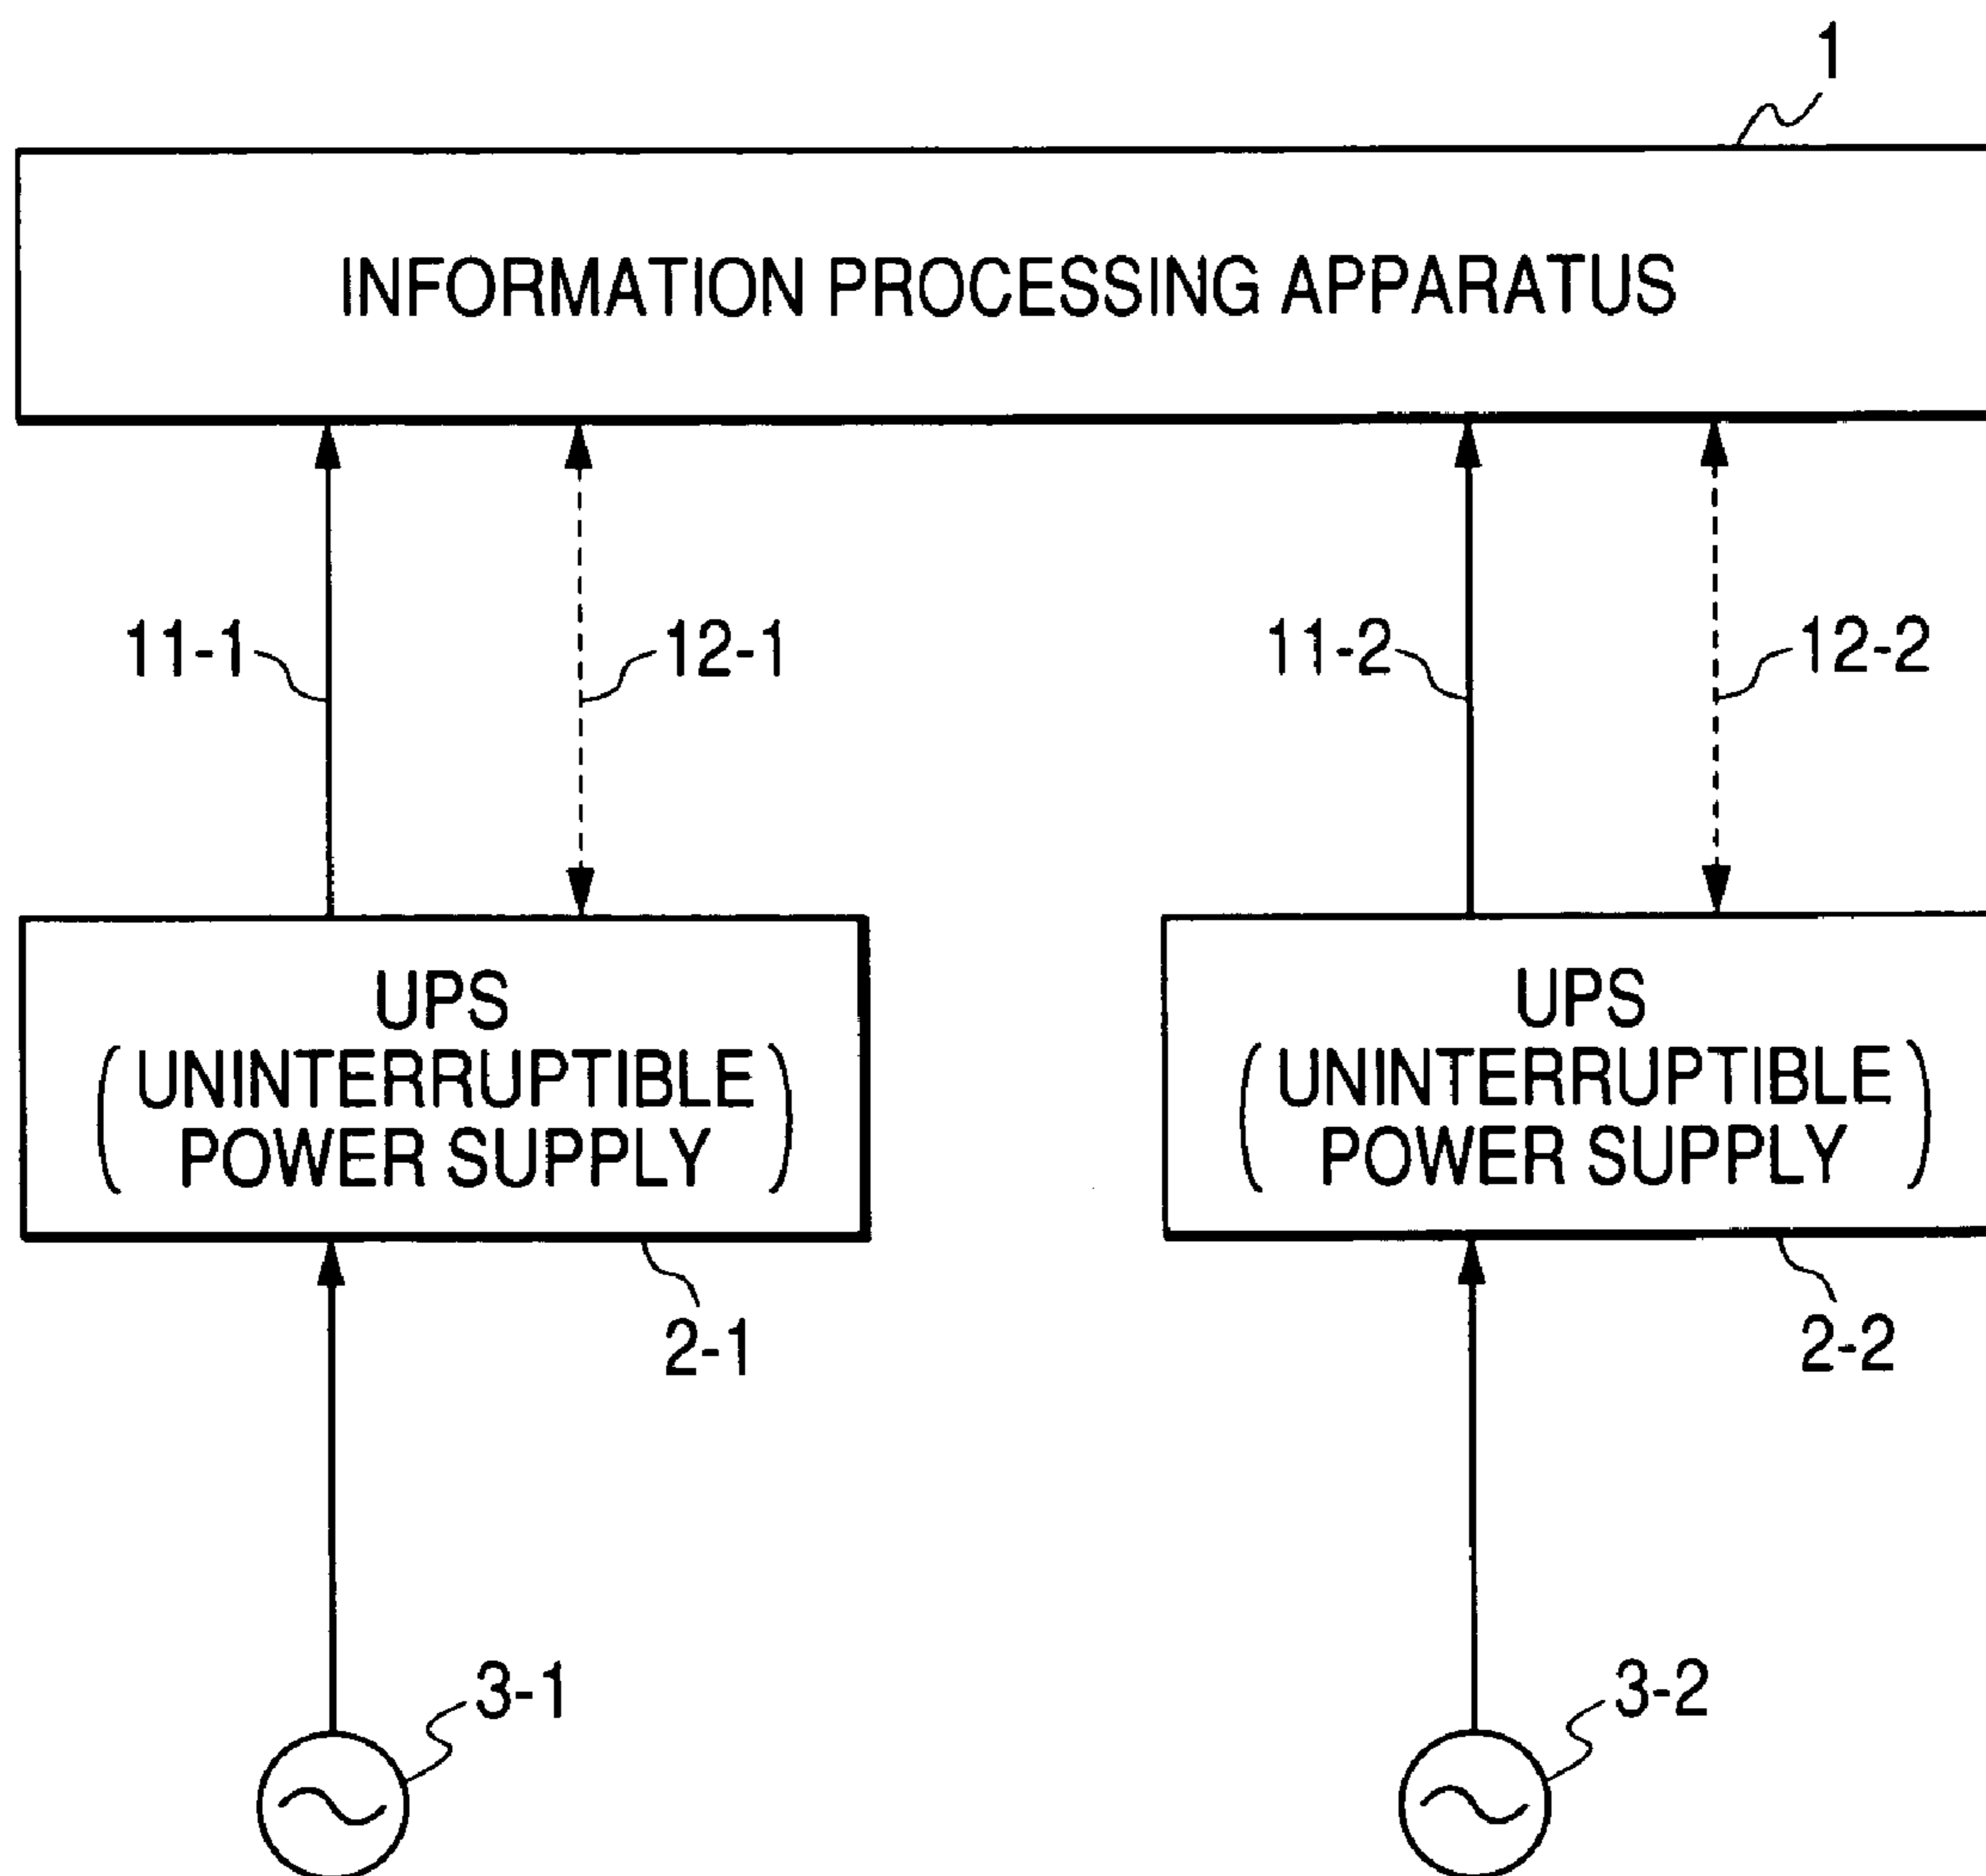 1
INFORMATION PROCESSING APPARATUS
11-1
12-1
11-2
12-2
UPS
(UNINTERRUPTIBLE
POWER SUPPLY)
UPS
(UNINTERRUPTIBLE
POWER SUPPLY)
2-1
2-2
3-1
3-2